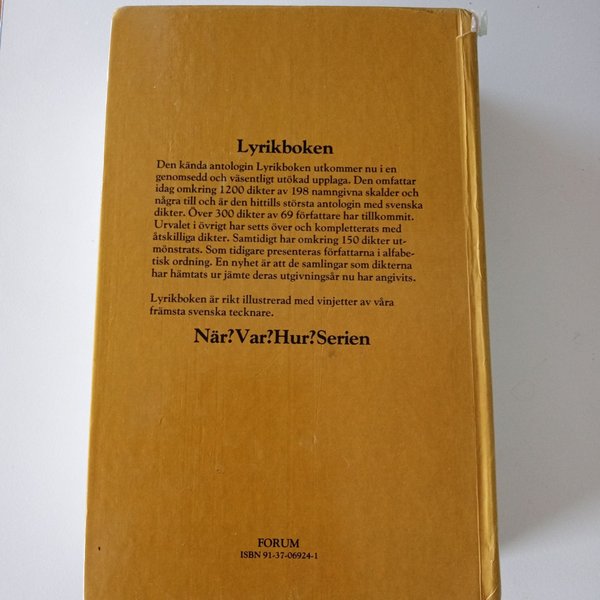 Lyrikboken
Den kända antologin Lyrikboken utkommer nu i en
genomsedd och väsentligt utökad upplaga. Den omfattar
idag omkring 1200 dikter av 198 namngivna skalder och
några till och är den hittills största antologin med svenska
dikter. Över 300 dikter av 69 författare har tillkommit.
Urvalet i övrigt har setts över och kompletterats med
åtskilliga dikter. Samtidigt har omkring 150 dikter ut-
mönstrats. Som tidigare presenteras författarna i alfabe-
tisk ordning. En nyhet är att de samlingar som dikterna
har hämtats ur jämte deras utgivningsår nu har angivits.
Lyrikboken är rikt illustrerad med vinjetter av våra
främsta svenska tecknare.
När?Var?Hur?Serien
FORUM
ISBN 91-37-06924-1